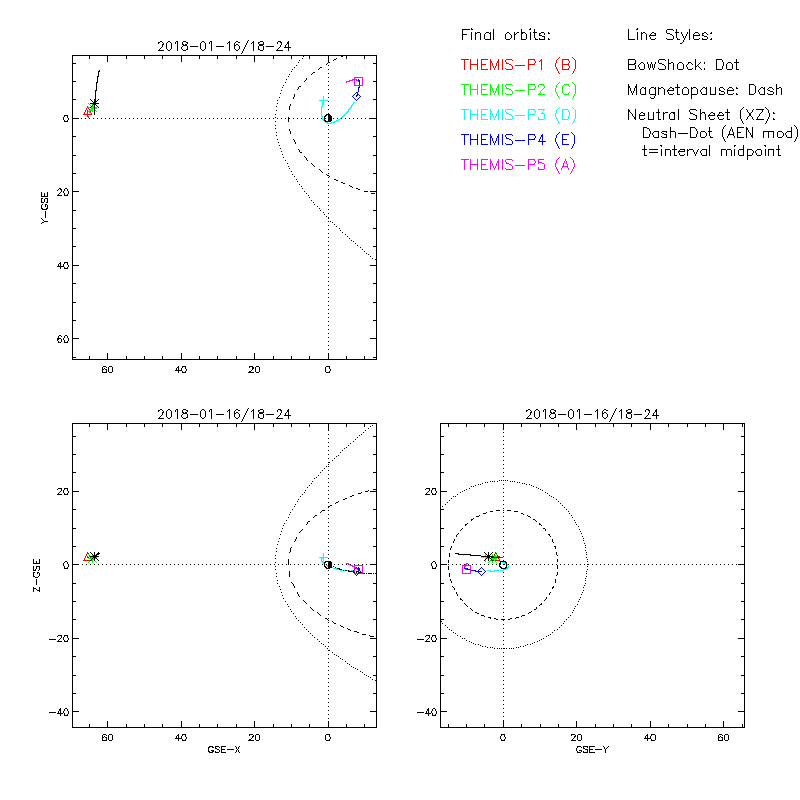 Final orbits:
THEMIS-P1 (B)
THEMIS-P2 (C)
THEMIS-P3 (D)
THEMIS-P4 (E)
THEMIS-P5 (A)
Line Styles:
BowShock: Dot
Magnetopause: Dash
Neutral Sheet (XZ):
Dash-Dot (AEN mod)
t=interval midpoint
2018-01-16/18-24
Y-GSE
0
20
40
60
60
40
20
0
2018-01-16/18-24
Z-GSE
20
0
-20
-40
60
40
20
0
GSE-X
2018-01-16/18-24
20
0
-20
-40
0
20
40
60
GSE-Y